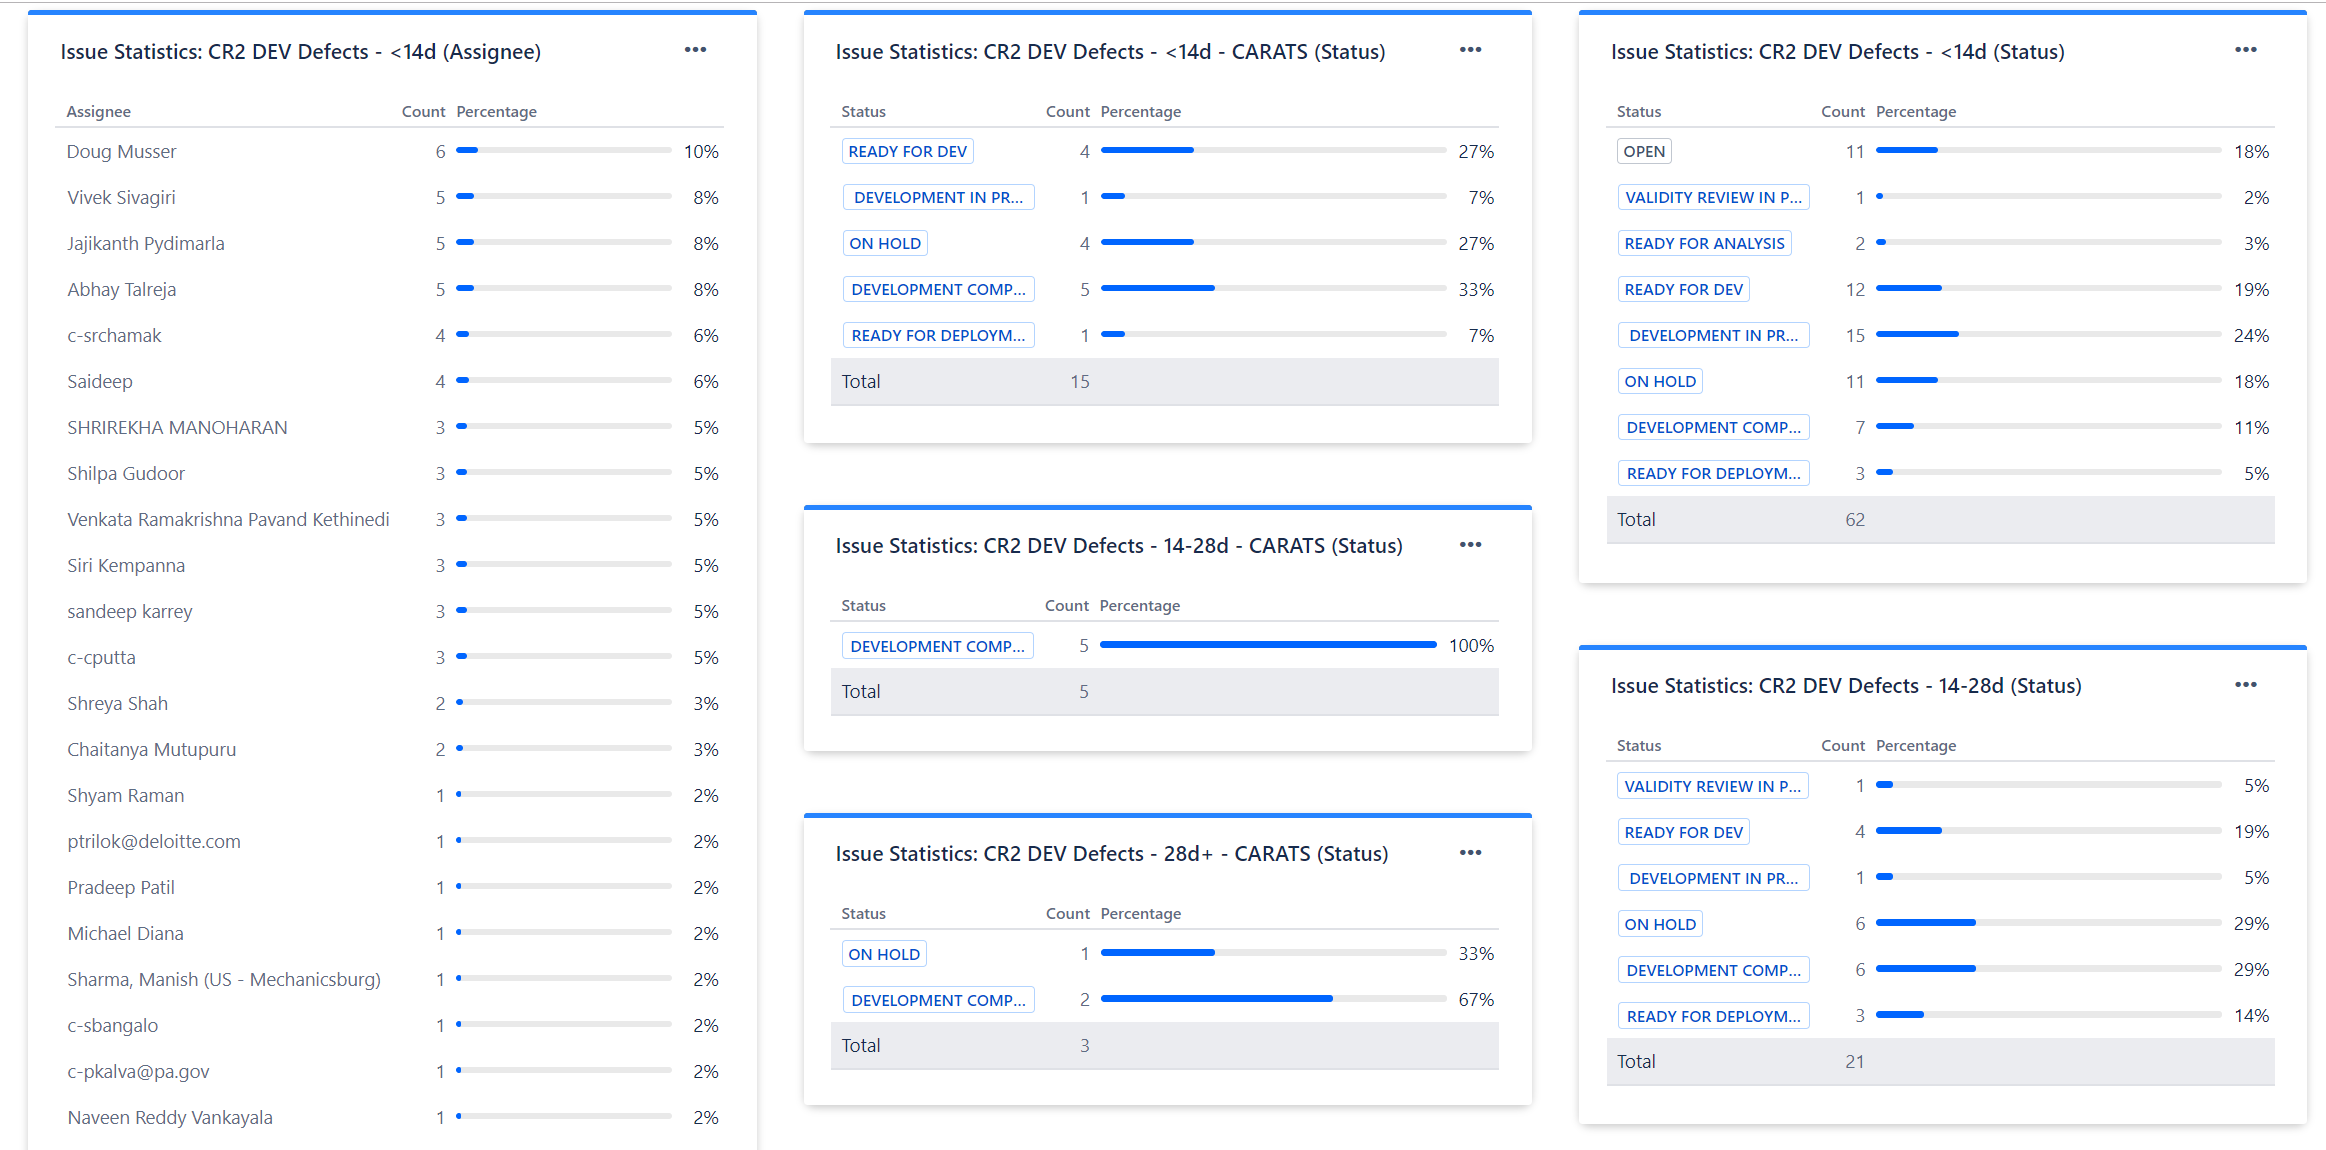 Issue Statistics: CR2 DEV Defects - <14d (Assignee)
•••
Assignee Count Percentage
Doug Musser 6 10%
Vivek Sivagiri 5 8%
Jajikanth Pydimarla 5 8%
Abhay Talreja 5 8%
c-srchamak 4 6%
Saideep 4 6%
SHRIREKHA MANOHARAN 3 5%
Shilpa Gudoor 3 5%
Venkata Ramakrishna Pavand Kethinedi 3 5%
Siri Kempanna 3 5%
sandeep karrey 3 5%
c-cputta 3 5%
Shreya Shah 2 3%
Chaitanya Mutupuru 2 3%
Shyam Raman 1 2%
ptrilok@deloitte.com 1 2%
Pradeep Patil 1 2%
Michael Diana 1 2%
Sharma, Manish (US - Mechanicsburg) 1 2%
c-sbangalo 1 2%
c-pkalva@pa.gov 1 2%
Naveen Reddy Vankayala 1 2%
Issue Statistics: CR2 DEV Defects - <14d - CARATS (Status)
•••
Status Count Percentage
READY FOR DEV 4 27%
DEVELOPMENT IN PR... 1 7%
ON HOLD 4 27%
DEVELOPMENT COMP... 5 33%
READY FOR DEPLOYM... 1 7%
Total 15
Issue Statistics: CR2 DEV Defects - 14-28d - CARATS (Status)
•••
Status Count Percentage
DEVELOPMENT COMP... 5 100%
Total 5
Issue Statistics: CR2 DEV Defects - 28d+ - CARATS (Status)
•••
Status Count Percentage
ON HOLD 1 33%
DEVELOPMENT COMP... 2 67%
Total 3
Issue Statistics: CR2 DEV Defects - <14d (Status)
•••
Status Count Percentage
OPEN 11 18%
VALIDITY REVIEW IN P... 1 2%
READY FOR ANALYSIS 2 3%
READY FOR DEV 12 19%
DEVELOPMENT IN PR... 15 24%
ON HOLD 11 18%
DEVELOPMENT COMP... 7 11%
READY FOR DEPLOYM... 3 5%
Total 62
Issue Statistics: CR2 DEV Defects - 14-28d (Status)
•••
Status Count Percentage
VALIDITY REVIEW IN P... 1 5%
READY FOR DEV 4 19%
DEVELOPMENT IN PR... 1 5%
ON HOLD 6 29%
DEVELOPMENT COMP... 6 29%
READY FOR DEPLOYM... 3 14%
Total 21